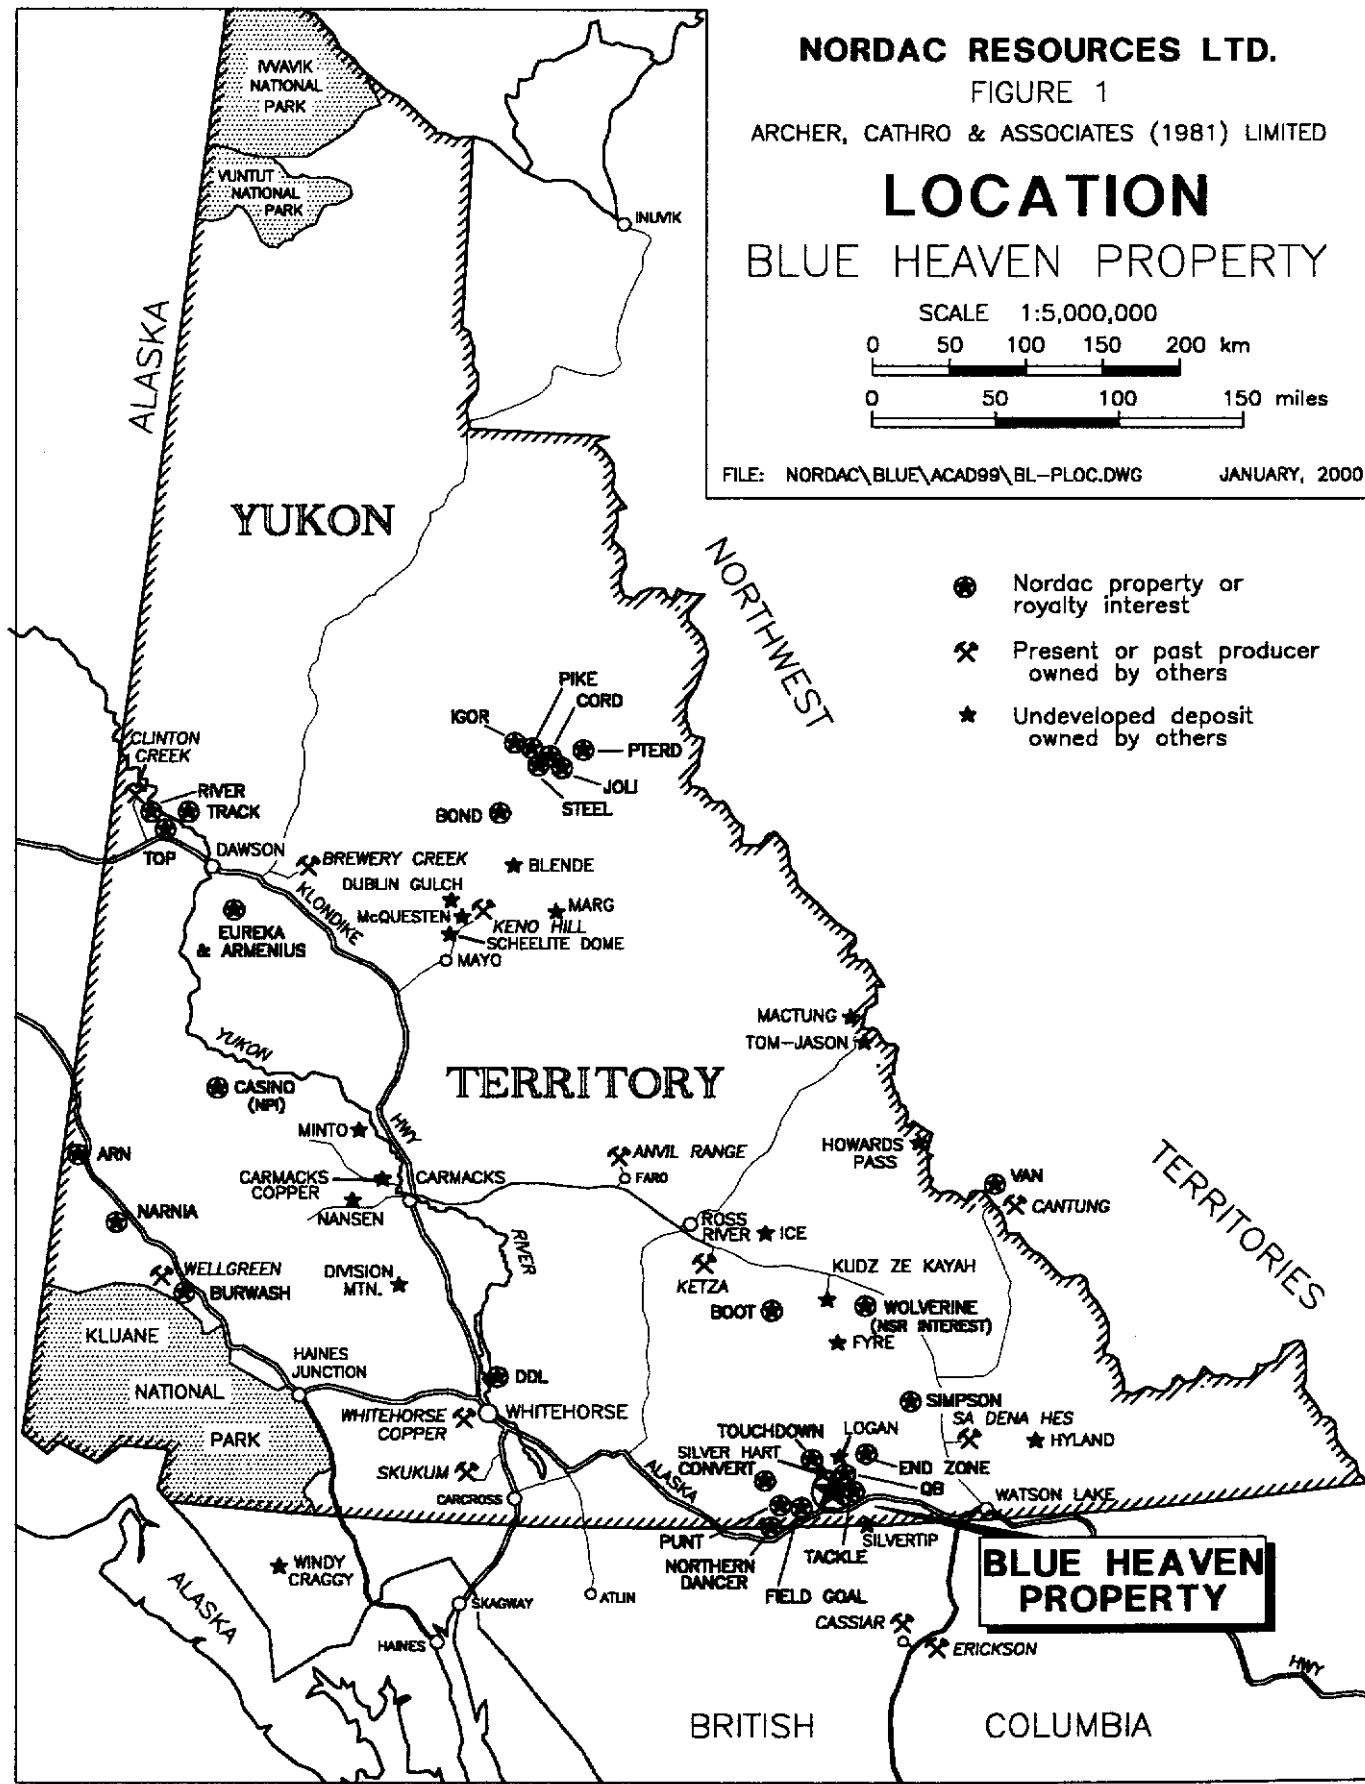 NORDAC RESOURCES LTD.
FIGURE 1
ARCHER, CATHRO & ASSOCIATES (1981) LIMITED
LOCATION
BLUE HEAVEN PROPERTY
SCALE 1:5,000,000
0 50 100 150 200 km
0 50 100 150 miles
FILE: NORDAC\BLUE\ACAD99\BL-PLOC.DWG JANUARY, 2000
IVVAVIK
NATIONAL
PARK
VUNTUT
NATIONAL
PARK
INUVIK
ALASKA
YUKON
NORTHWEST
Nordac property or
royalty interest
Present or past producer
owned by others
Undeveloped deposit
owned by others
PIKE
CORD
IGOR
PTERD
JOLI
STEEL
CLINTON
CREEK
RIVER
TRACK
BOND
TOP
DAWSON
BREWERY CREEK
BLENDE
DUBLIN GULCH
KLONDIKE
McQUESTEN
MARG
KENO HILL
SCHEELITE DOME
EUREKA
& ARMENIUS
MAYO
MACTUNG
TOM-JASON
YUKON
TERRITORY
CASINO
(NPI)
HWY
MINTO
ARN
ANVIL RANGE
FARO
HOWARDS
PASS
TERRITORIES
CARMACKS
COPPER
CARMACKS
VAN
CANTUNG
NARNIA
NANSEN
ROSS
RIVER
ICE
RIVER
WELLGREEN
BURWASH
DIVISION
MTN.
KETZA
KUDZ ZE KAYAH
BOOT
WOLVERINE
(NSR INTEREST)
FYRE
KLUANE
NATIONAL
PARK
HAINES
JUNCTION
DDL
WHITEHORSE
WHITEHORSE
COPPER
SIMPSON
SA DENA HES
HYLAND
TOUCHDOWN
LOGAN
SILVER HART
CONVERT
END ZONE
QB
SKUKUM
ALASKA
CARCROSS
WATSON LAKE
PUNT
NORTHERN
DANCER
TACKLE
SILVERTIP
FIELD GOAL
BLUE HEAVEN
PROPERTY
WINDY
CRAGGY
ALASKA
ATLIN
SKAGWAY
HAINES
CASSIAR
ERICKSON
HWY
BRITISH COLUMBIA